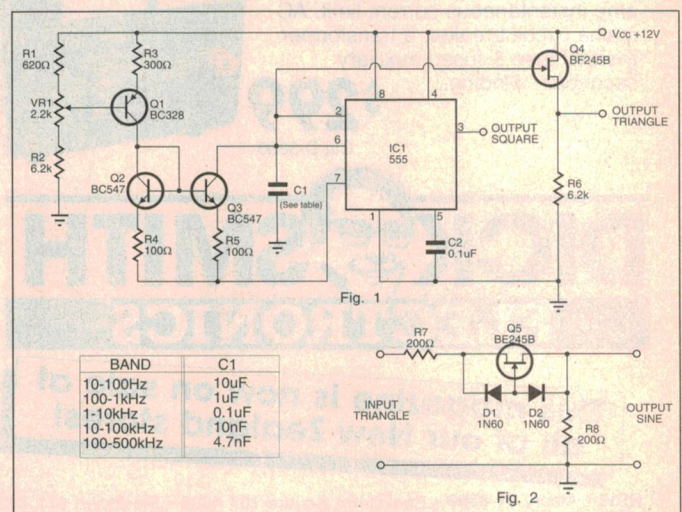 R1
620Ω
R3
300Ω
Vcc +12V
Q4
BF245B
VR1
2.2k
Q1
BC328
8
4
OUTPUT
TRIANGLE
2
6
7
3
OUTPUT
SQUARE
IC1
555
R2
6.2k
Q2
BC547
Q3
BC547
C1
(See table)
R6
6.2k
1
5
R4
100Ω
R5
100Ω
C2
0.1uF
Fig. 1
BAND C1
10-100Hz 10uF
100-1kHz 1uF
1-10kHz 0.1uF
10-100kHz 10nF
100-500kHz 4.7nF
R7
200Ω
Q5
BE245B
INPUT
TRIANGLE
D1
1N60
D2
1N60
R8
200Ω
OUTPUT
SINE
Fig. 2